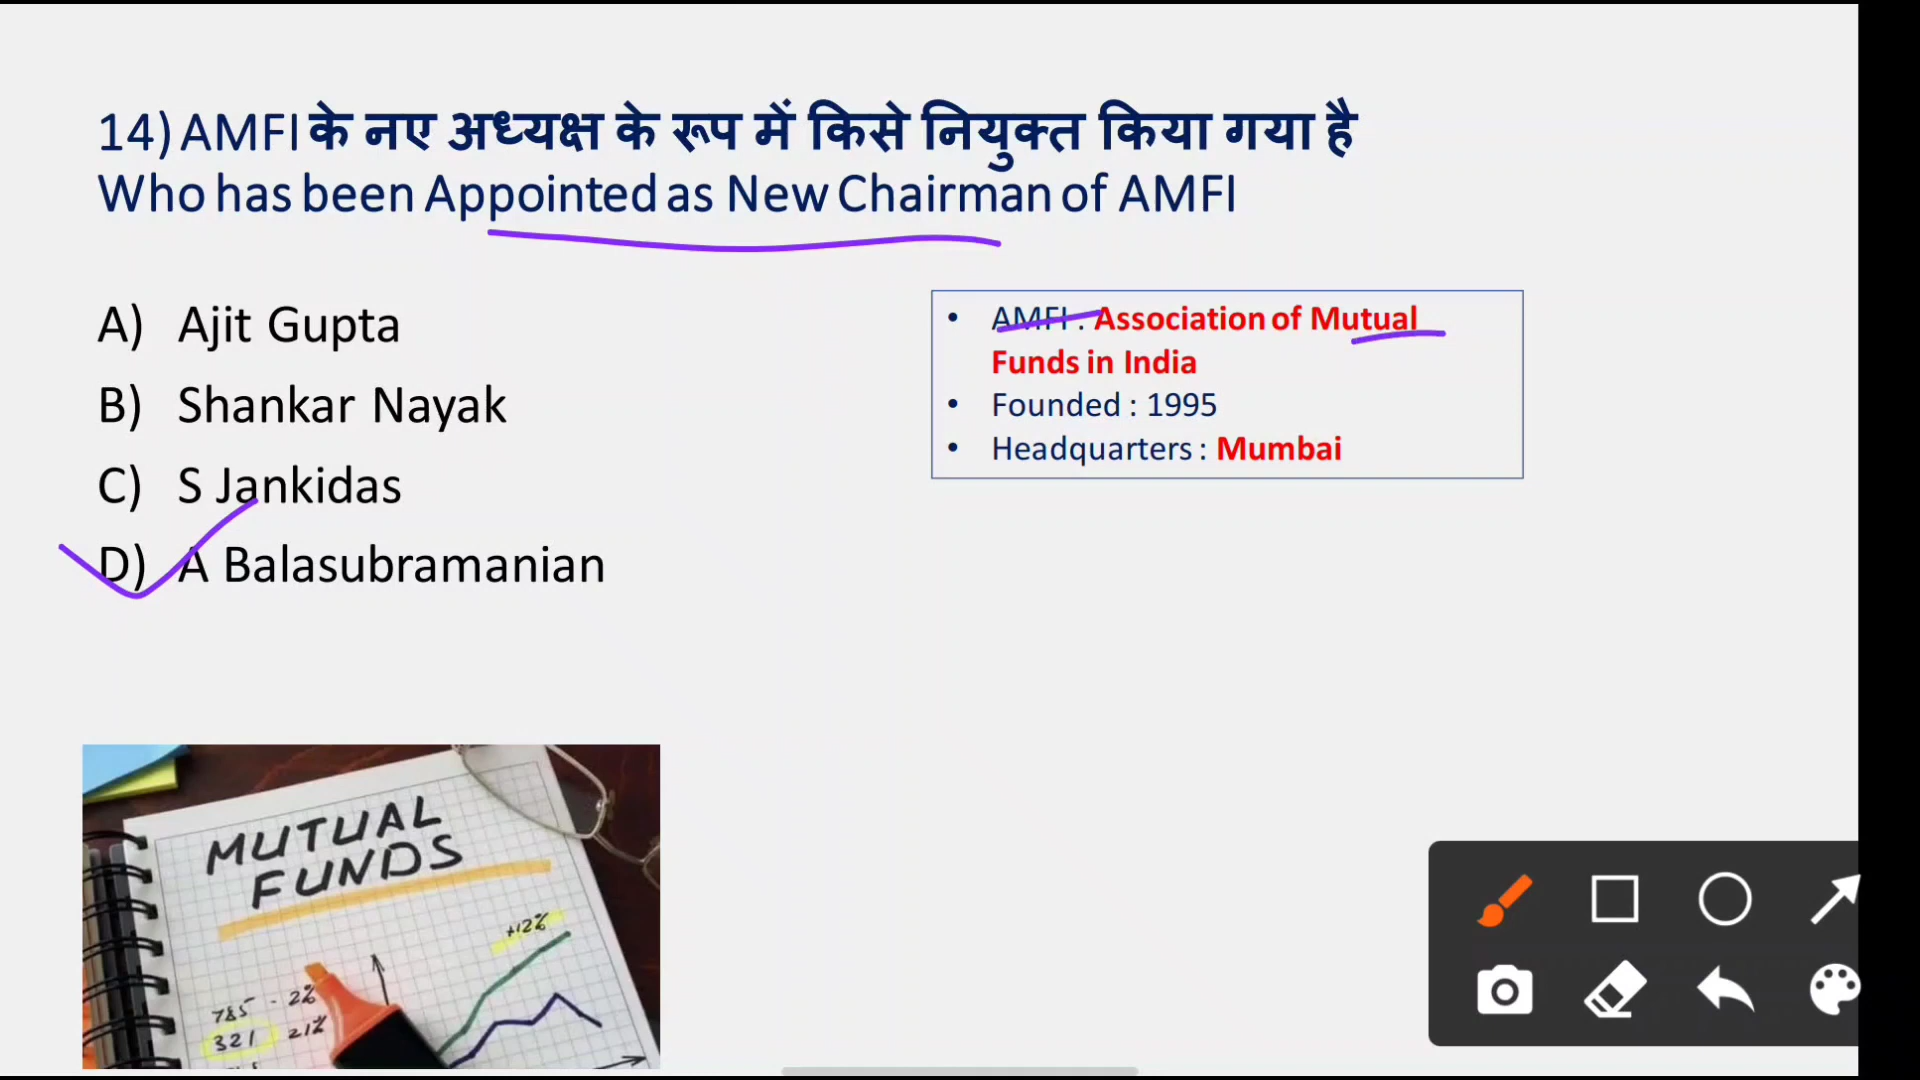 14) AMFI के नए अध्यक्ष के रूप में किसे नियुक्त किया गया है
Who has been Appointed as New Chairman of AMFI
A) Ajit Gupta
B) Shankar Nayak
C) S Jankidas
D) A Balasubramanian
• AMFI : Association of Mutual
Funds in India
• Founded : 1995
• Headquarters : Mumbai
MUTUAL
FUNDS
+12%
785 - 2%
321 21%